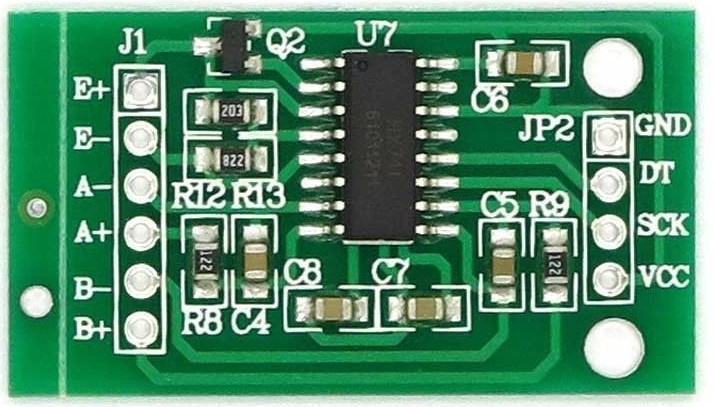 J1
Q2
U7
C6
E+
E-
A-
A+
B-
B+
203
822
R12 R13
122
R8 C4
C8
C7
C5 R9
122
JP2
GND
DT
SCK
VCC